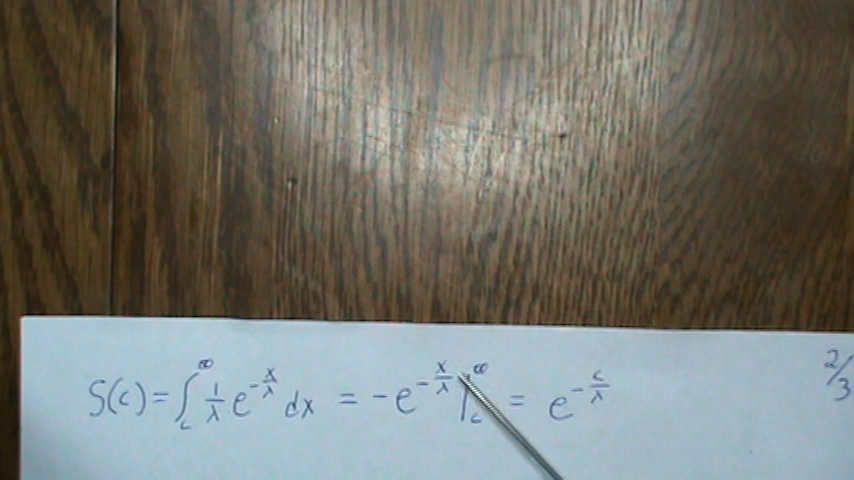 S(c) = ∫_c^∞ 1/λ e^{-x/λ} dx = -e^{-x/λ} |_c^∞ = e^{-c/λ}
2/3